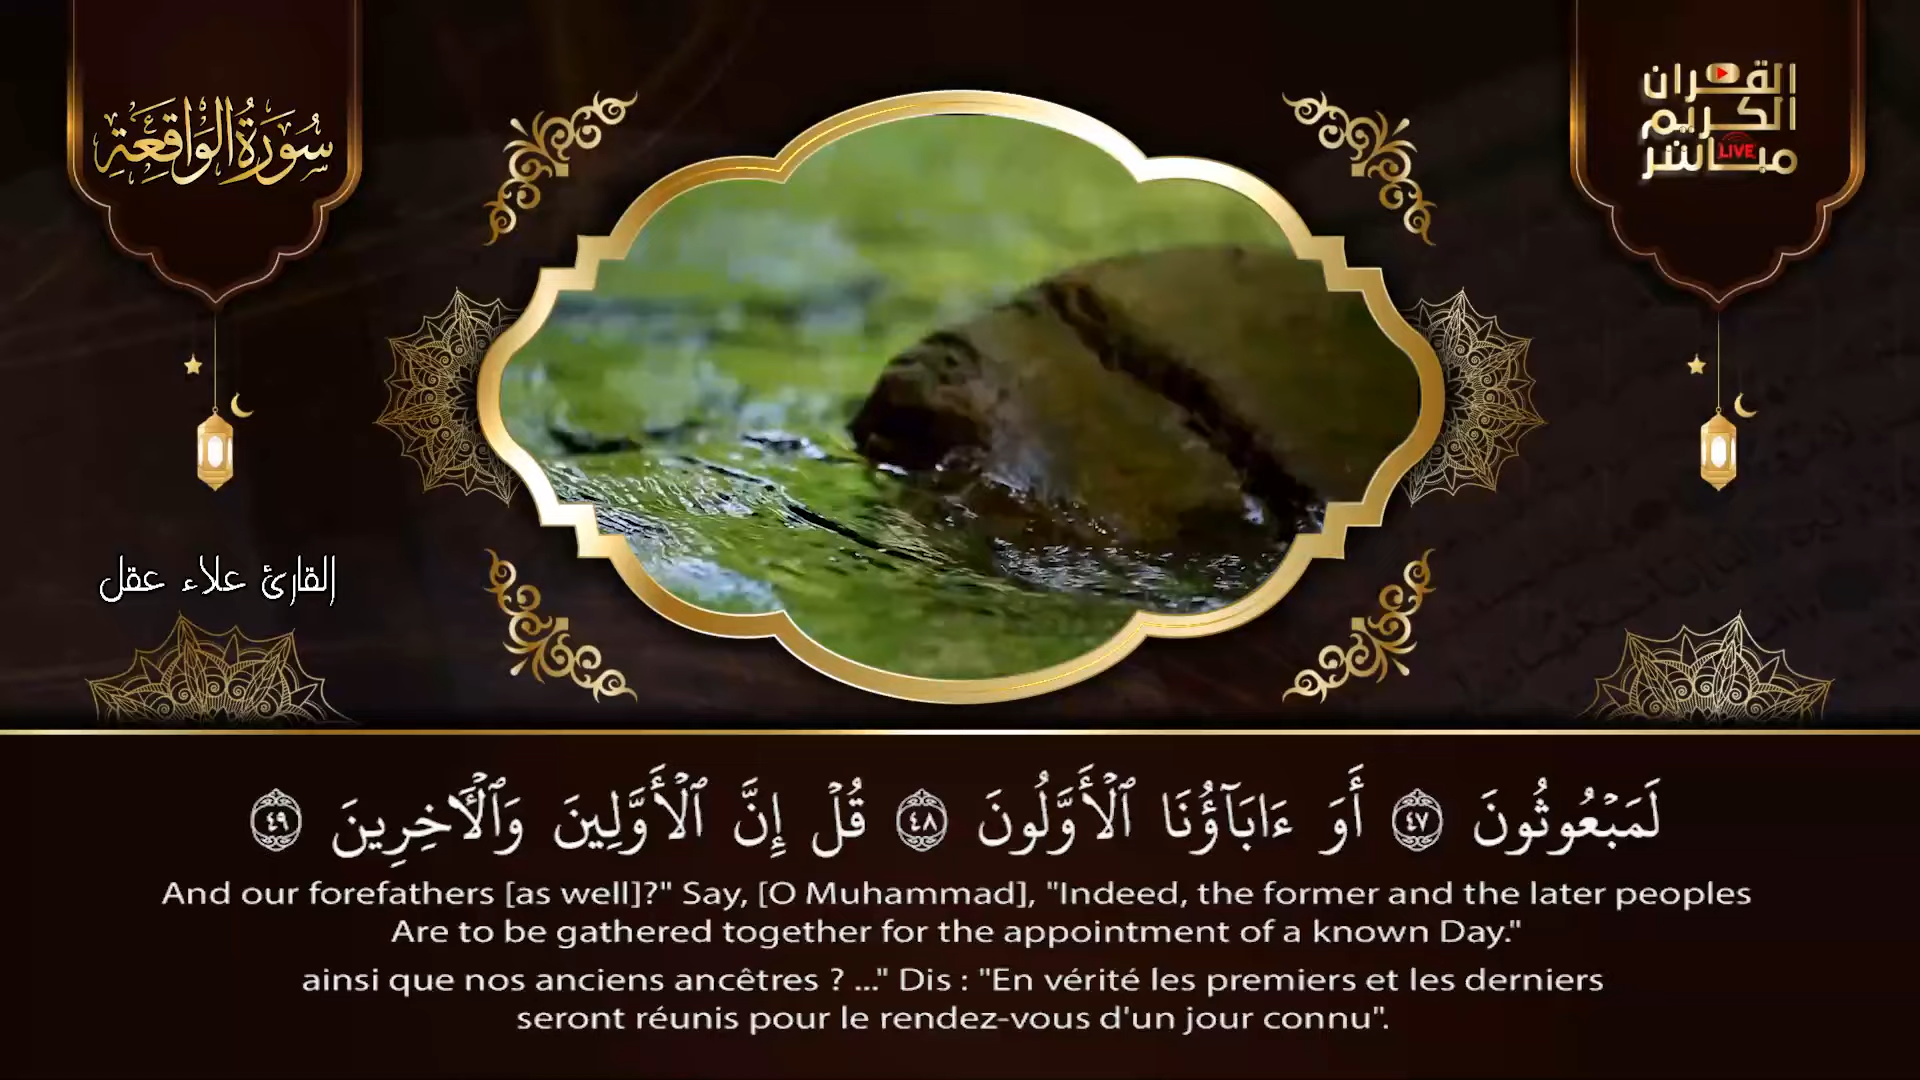 سُورَةُ الوَاقِعَةِ
القرآن
الكريم
مباشر
LIVE
القارئ علاء عقل
لَمَبۡعُوثُونَ ٤٧ أَوَ ءَابَآؤُنَا ٱلۡأَوَّلُونَ ٤٨ قُلۡ إِنَّ ٱلۡأَوَّلِينَ وَٱلۡأٓخِرِينَ ٤٩
And our forefathers [as well]?" Say, [O Muhammad], "Indeed, the former and the later peoples
Are to be gathered together for the appointment of a known Day."
ainsi que nos anciens ancêtres ? ..." Dis : "En vérité les premiers et les derniers
seront réunis pour le rendez-vous d'un jour connu".